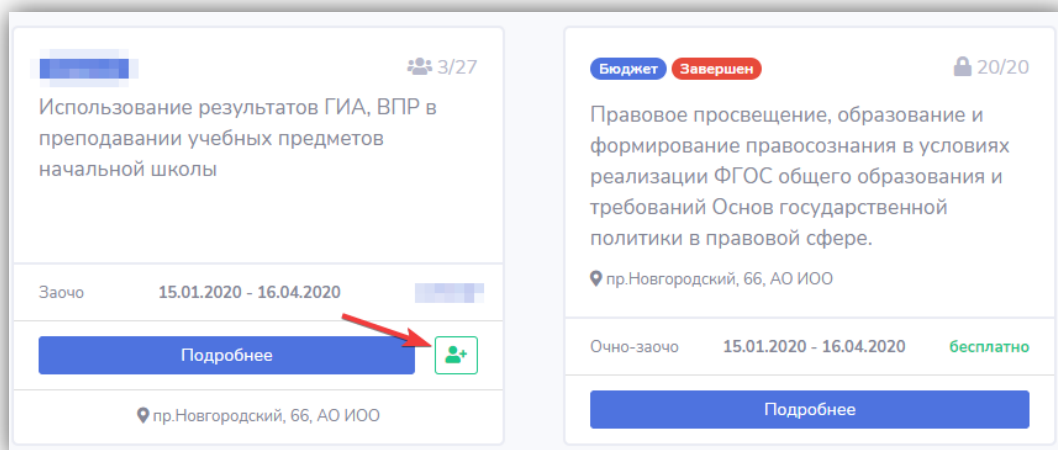 3/27
Использование результатов ГИА, ВПР в
преподавании учебных предметов
начальной школы
Заочо
15.01.2020 - 16.04.2020
Подробнее
пр.Новгородский, 66, АО ИОО
Бюджет
Завершен
20/20
Правовое просвещение, образование и
формирование правосознания в условиях
реализации ФГОС общего образования и
требований Основ государственной
политики в правовой сфере.
пр.Новгородский, 66, АО ИОО
Очно-заочо
15.01.2020 - 16.04.2020
бесплатно
Подробнее